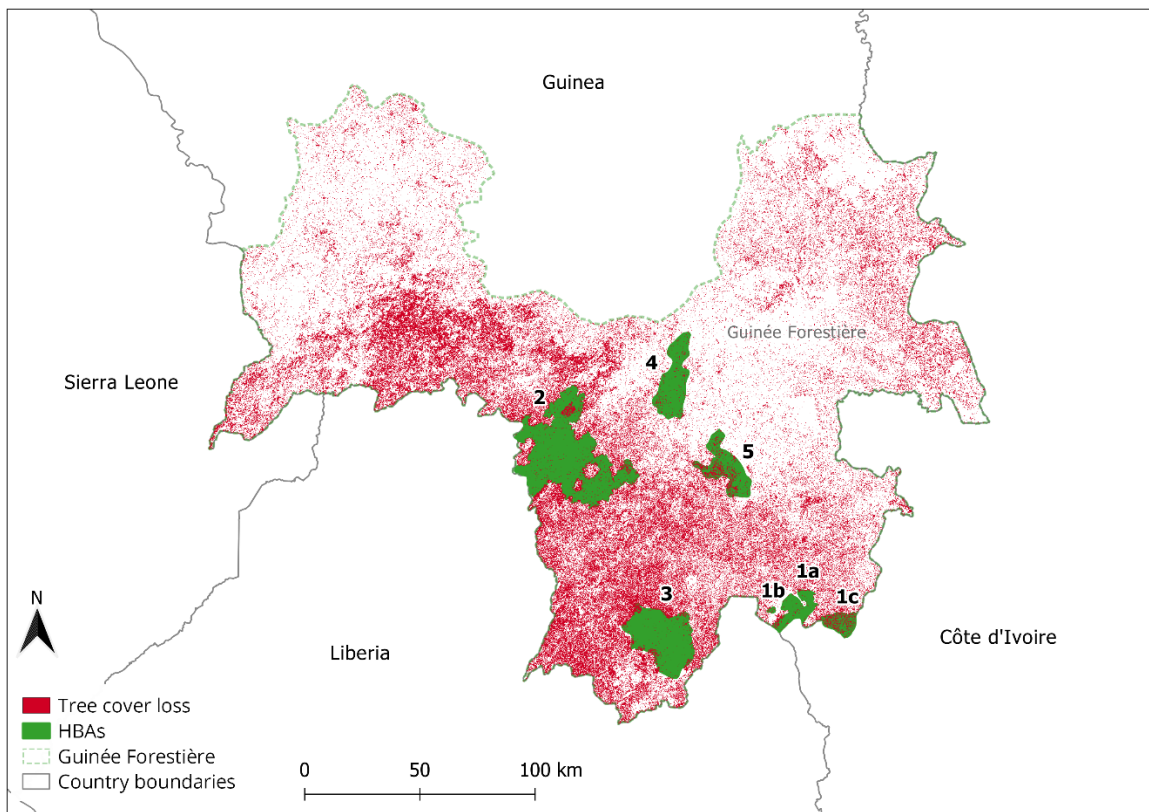 Guinea
Guinée Forestière
4
Sierra Leone
2
5
1a
1b
3
1c
Côte d'Ivoire
N
Liberia
Tree cover loss
HBAs
Guinée Forestière
Country boundaries
0 50 100 km